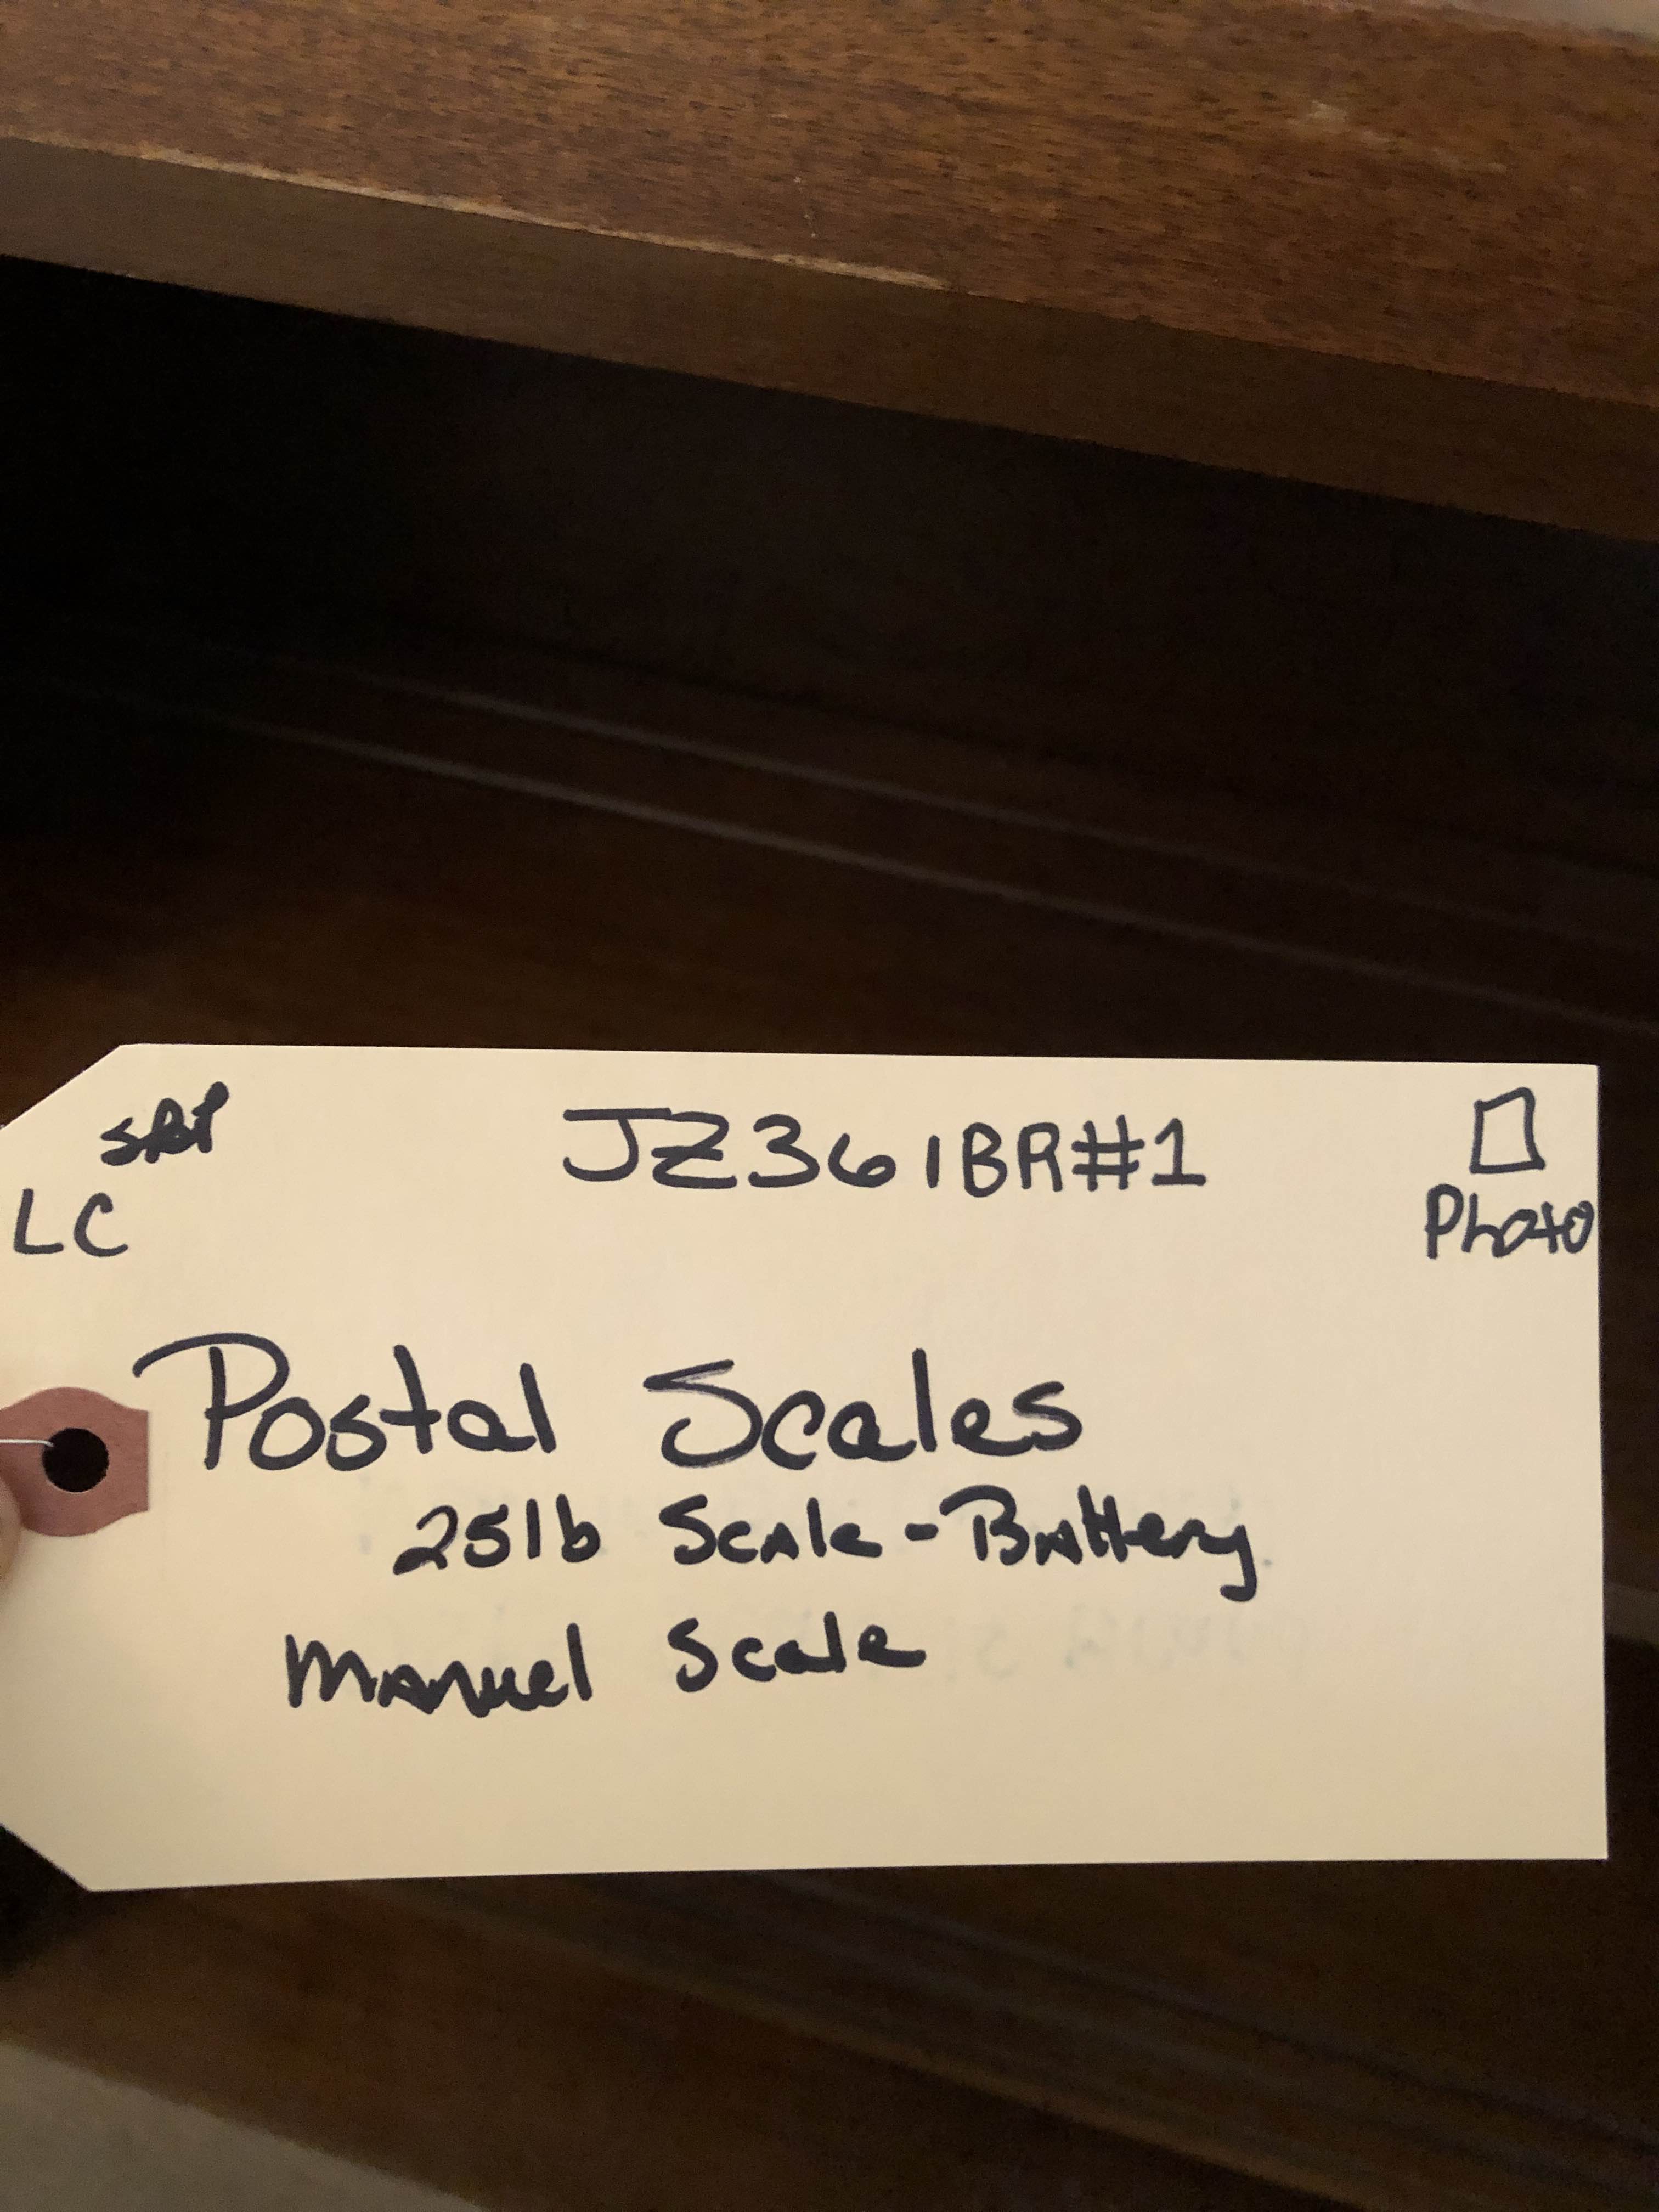 JZ361BR#1
LC
Photo
Postal Scales
25lb Scale-Battery
Manuel Scale